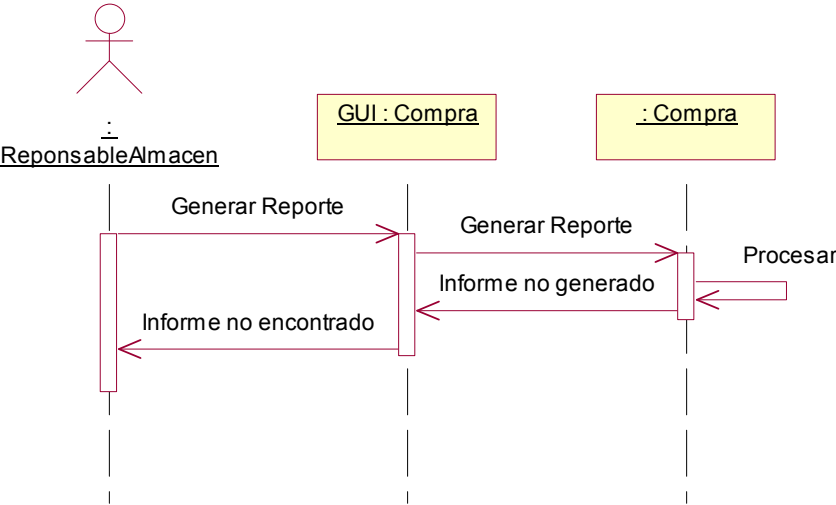 :
ReponsableAlmacen
GUI : Compra
: Compra
Generar Reporte
Generar Reporte
Procesar
Informe no generado
Informe no encontrado